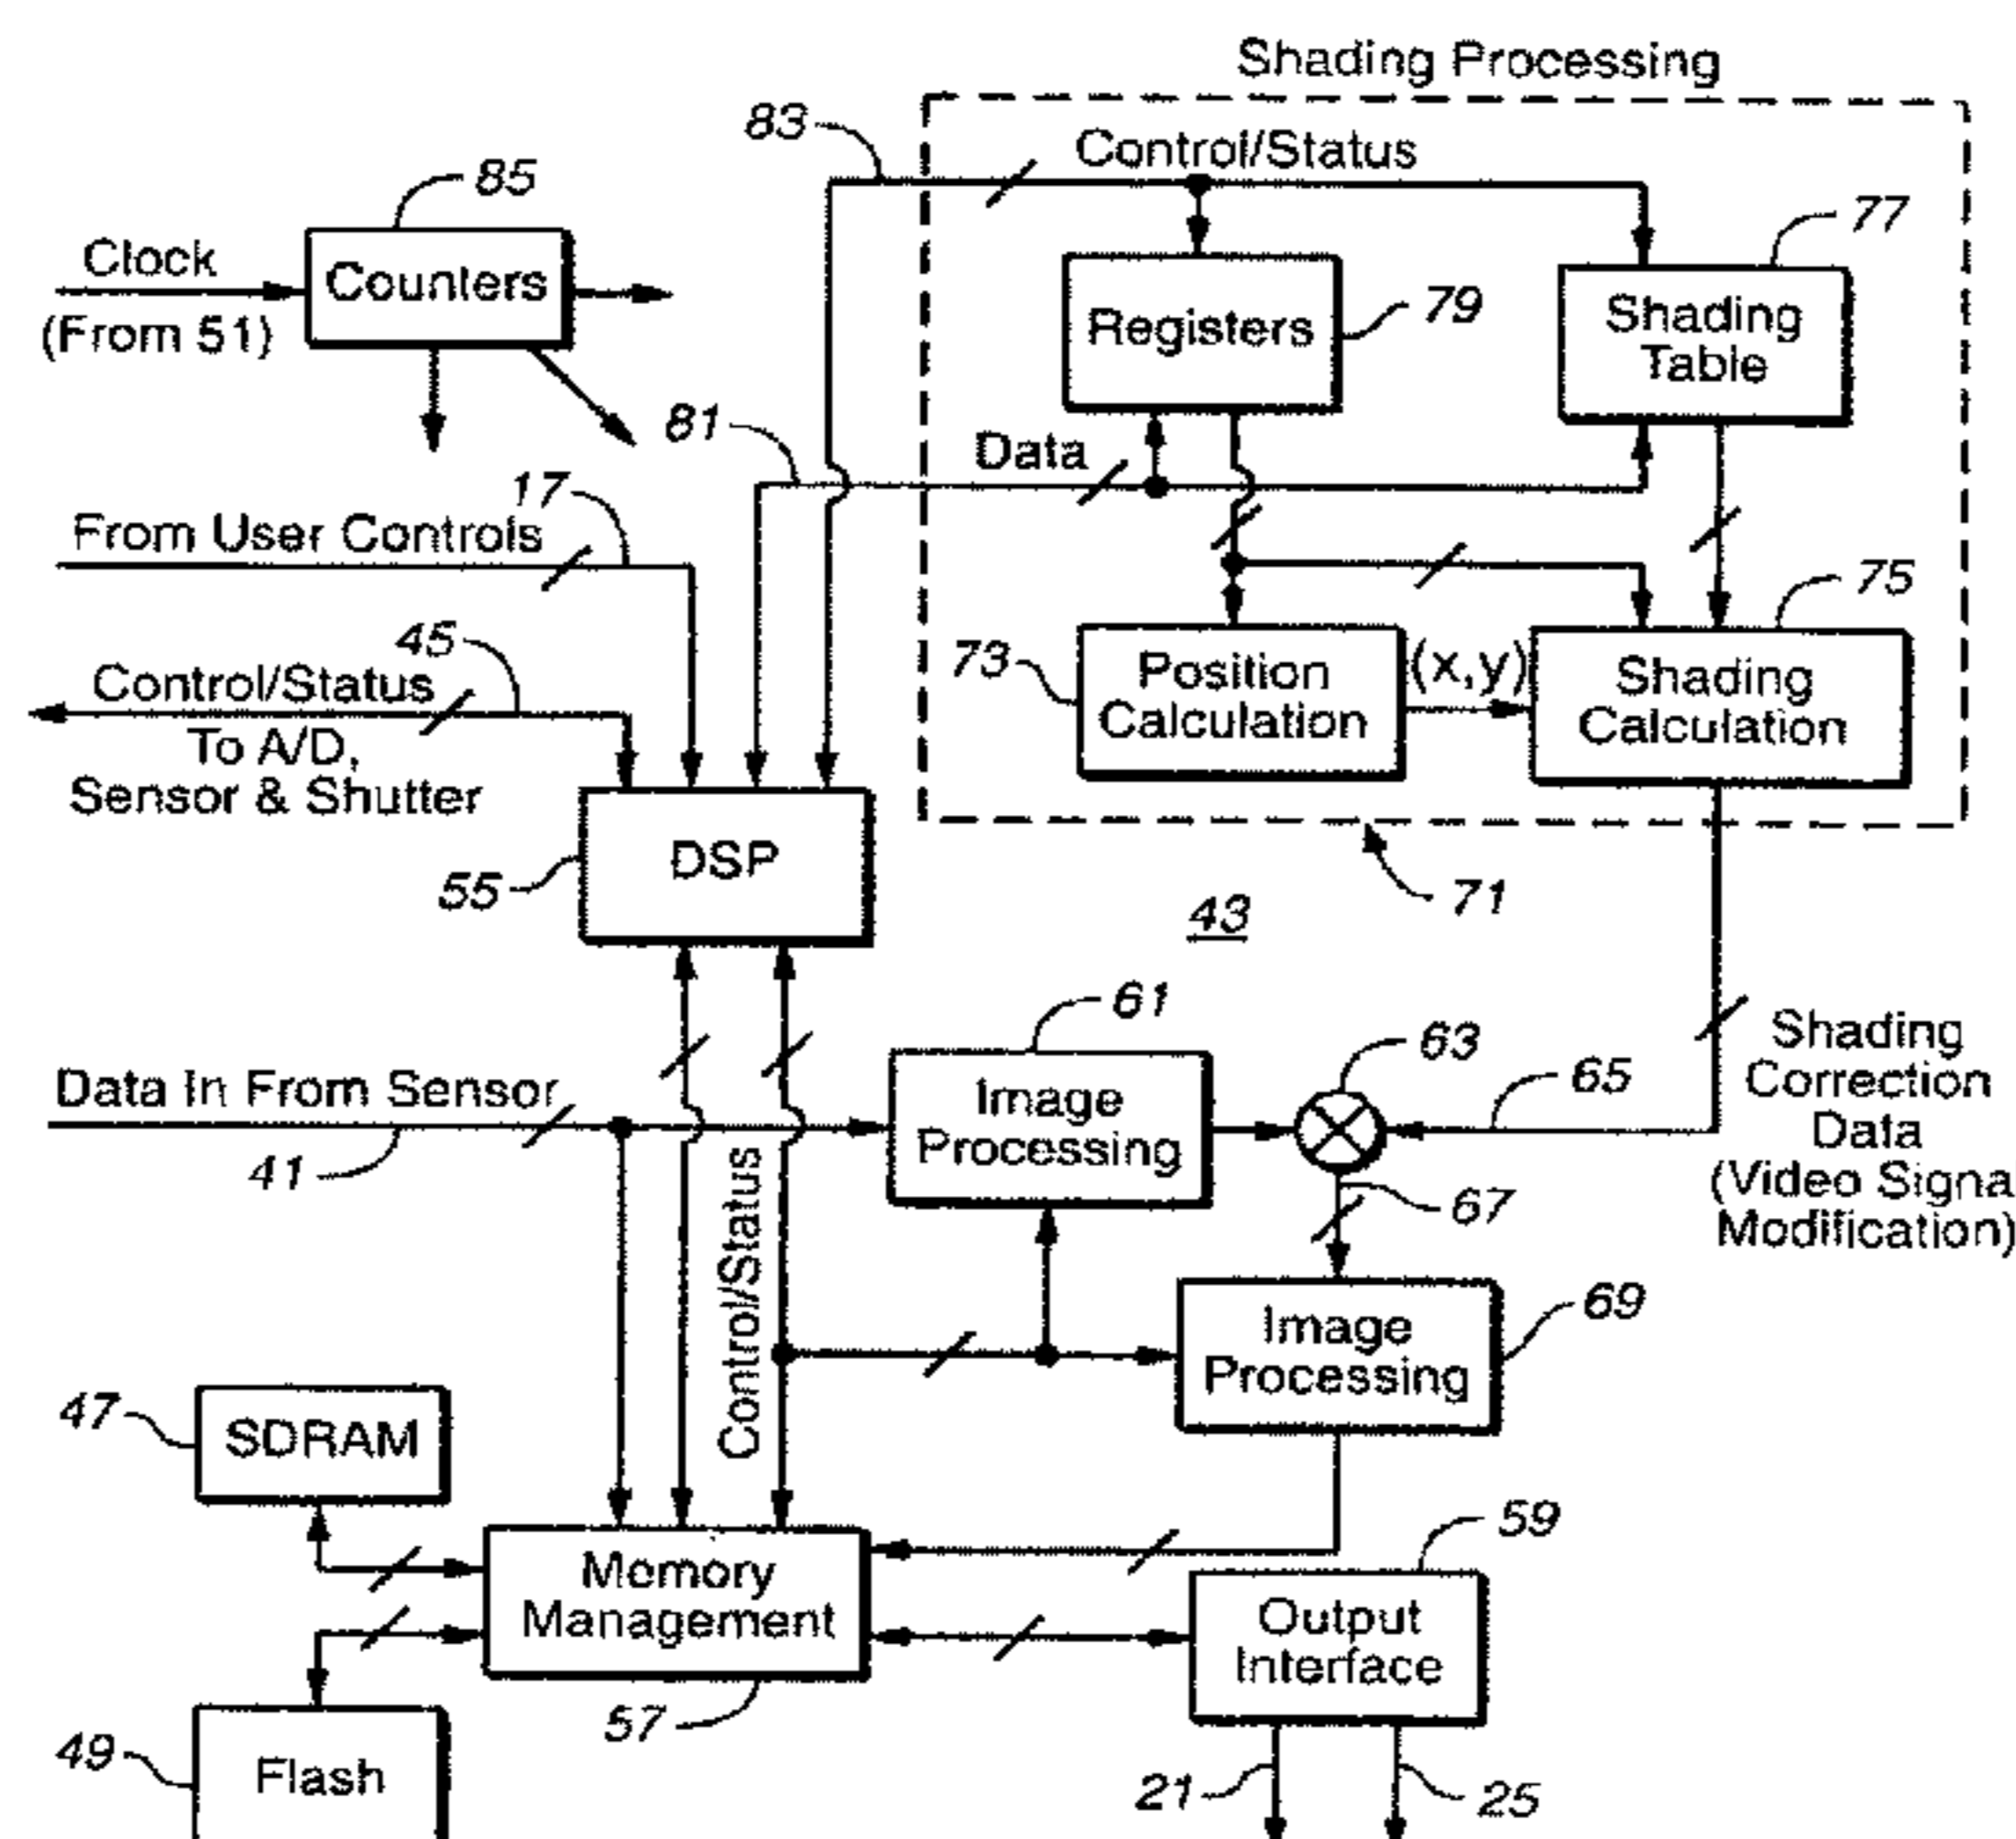 Shading Processing
83
Control/Status
85
77
Clock
Counters
(From 51)
Registers
79
Shading
Table
81
Data
17
From User Controls
75
45
Control/Status
To A/D,
Sensor & Shutter
73
Position
Calculation
(x,y)
Shading
Calculation
DSP
55
71
43
61
63
65
Shading
Correction
Data
(Video Signa
Modification)
Data In From Sensor
41
Image
Processing
67
Control/Status
Image
Processing
69
47
SDRAM
59
Memory
Management
Output
Interface
57
49
Flash
21
25